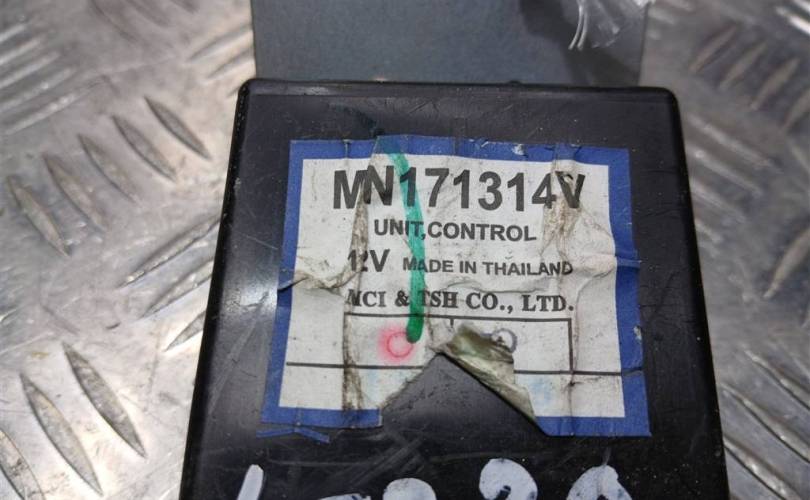 MN171314V
UNIT,CONTROL
12V MADE IN THAILAND
MCI & TSH CO., LTD.